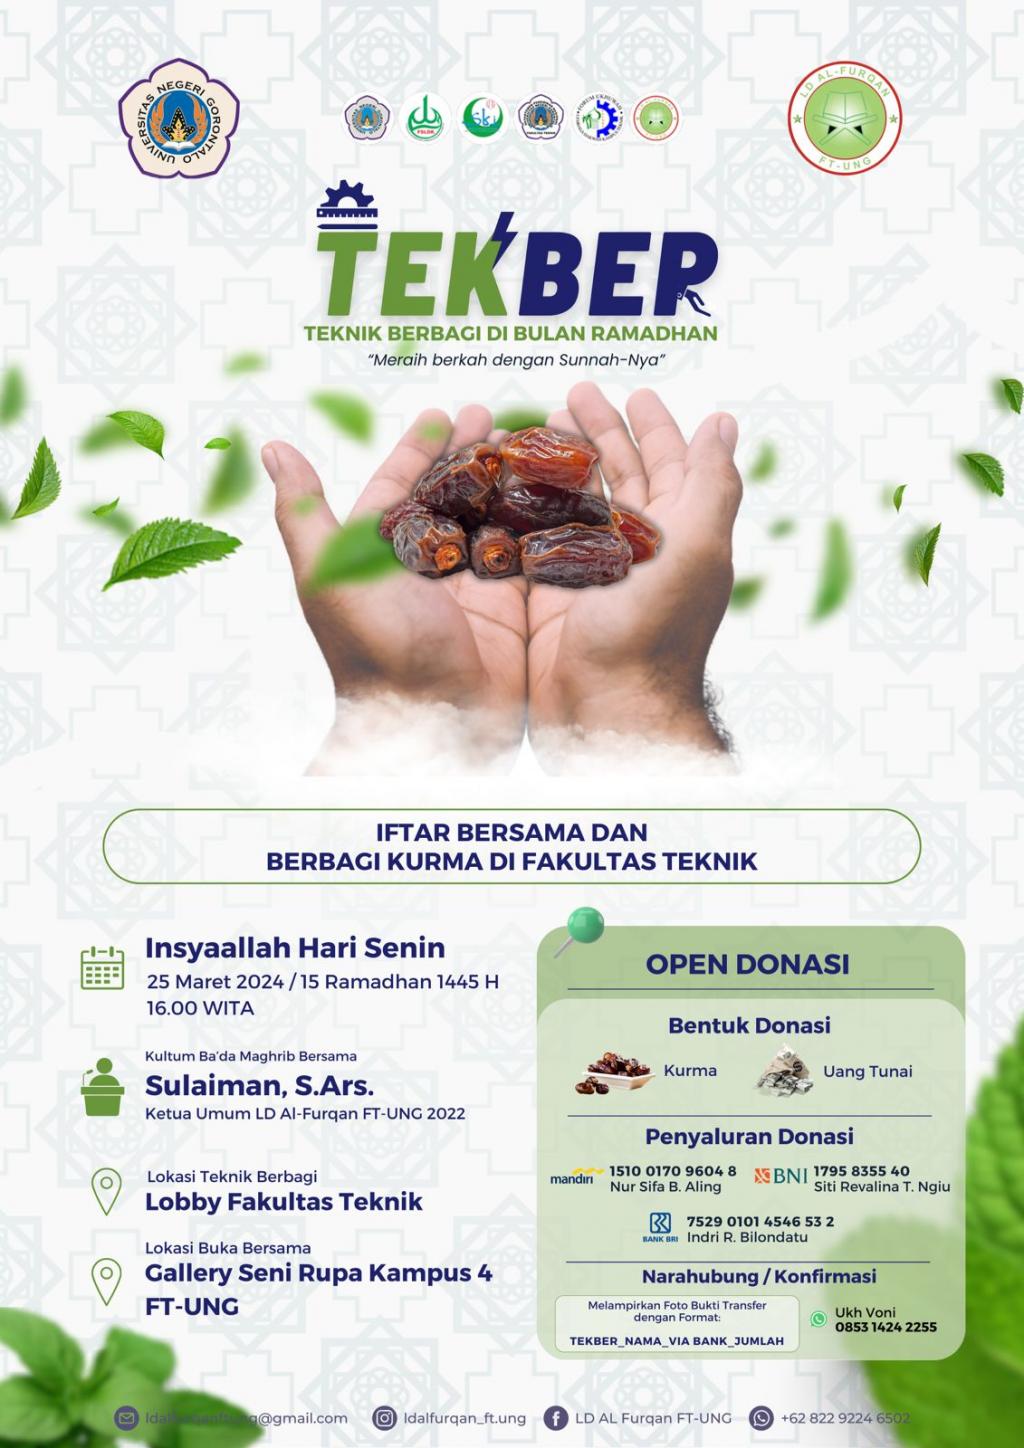 UNIVERSITAS NEGERI GORONTALO
FSLDK
LD AL-FURQAN
FT-UNG
TEKBER
TEKNIK BERBAGI DI BULAN RAMADHAN
“Meraih berkah dengan Sunnah-Nya”
IFTAR BERSAMA DAN
BERBAGI KURMA DI FAKULTAS TEKNIK
Insyaallah Hari Senin
25 Maret 2024 / 15 Ramadhan 1445 H
16.00 WITA
Kultum Ba'da Maghrib Bersama
Sulaiman, S.Ars.
Ketua Umum LD Al-Furqan FT-UNG 2022
Lokasi Teknik Berbagi
Lobby Fakultas Teknik
Lokasi Buka Bersama
Gallery Seni Rupa Kampus 4
FT-UNG
OPEN DONASI
Bentuk Donasi
Kurma
Uang Tunai
Penyaluran Donasi
mandiri 1510 0170 9604 8
Nur Sifa B. Aling
BNI 1795 8355 40
Siti Revalina T. Ngiu
BANK BRI 7529 0101 4546 53 2
Indri R. Bilondatu
Narahubung / Konfirmasi
Melampirkan Foto Bukti Transfer
dengan Format:
TEKBER_NAMA_VIA BANK_JUMLAH
Ukh Voni
0853 1424 2255
ldalfurqanftung@gmail.com
ldalfurqan_ft.ung
LD AL Furqan FT-UNG
+62 822 9224 6502